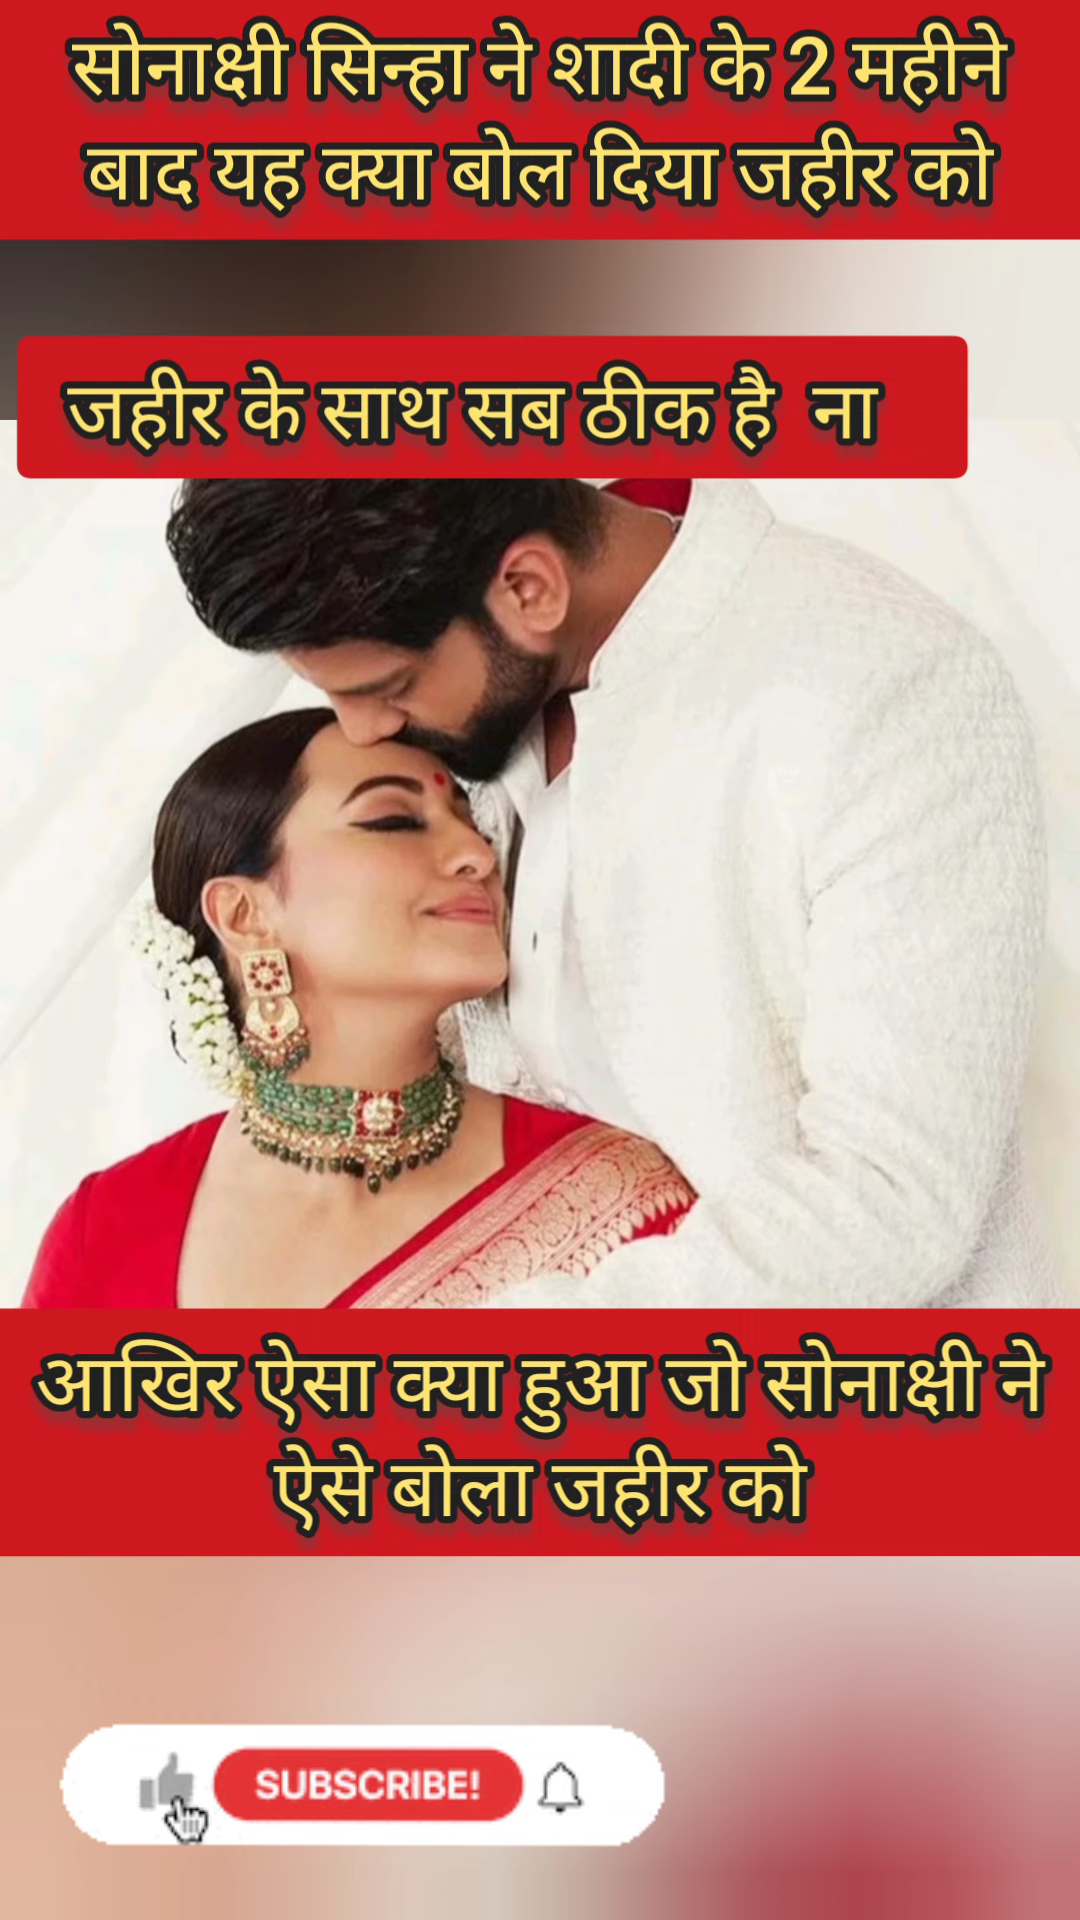 सोनाक्षी सिन्हा ने शादी के 2 महीने
बाद यह क्या बोल दिया जहीर को
जहीर के साथ सब ठीक है ना
आखिर ऐसा क्या हुआ जो सोनाक्षी ने
ऐसे बोला जहीर को
SUBSCRIBE!